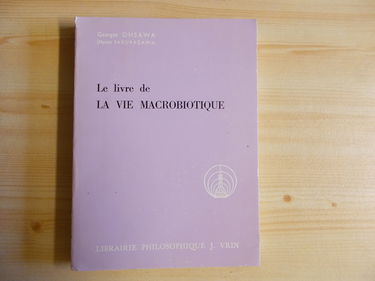 Georges OHSAWA
(Nyoiti SAKURAZAWA)
Le livre de
LA VIE MACROBIOTIQUE
LIBRAIRIE PHILOSOPHIQUE J. VRIN